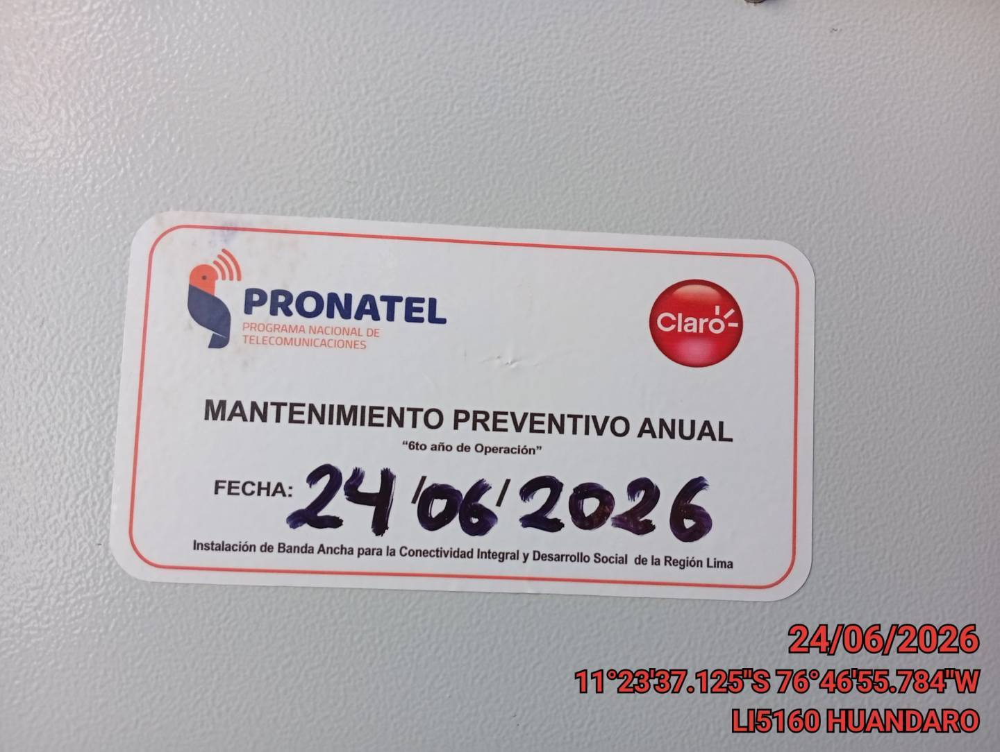 PRONATEL
PROGRAMA NACIONAL DE
TELECOMUNICACIONES
Claro
MANTENIMIENTO PREVENTIVO ANUAL
“6to año de Operación”
FECHA: 24/06/2026
Instalación de Banda Ancha para la Conectividad Integral y Desarrollo Social de la Región Lima
24/06/2026
11°23'37.125"S 76°46'55.784"W
LI5160 HUANDARO